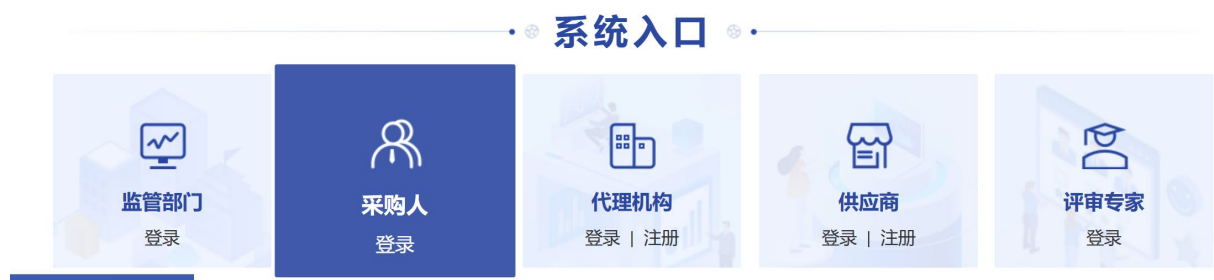 系统入口
监管部门
登录
采购人
登录
代理机构
登录 | 注册
供应商
登录 | 注册
评审专家
登录